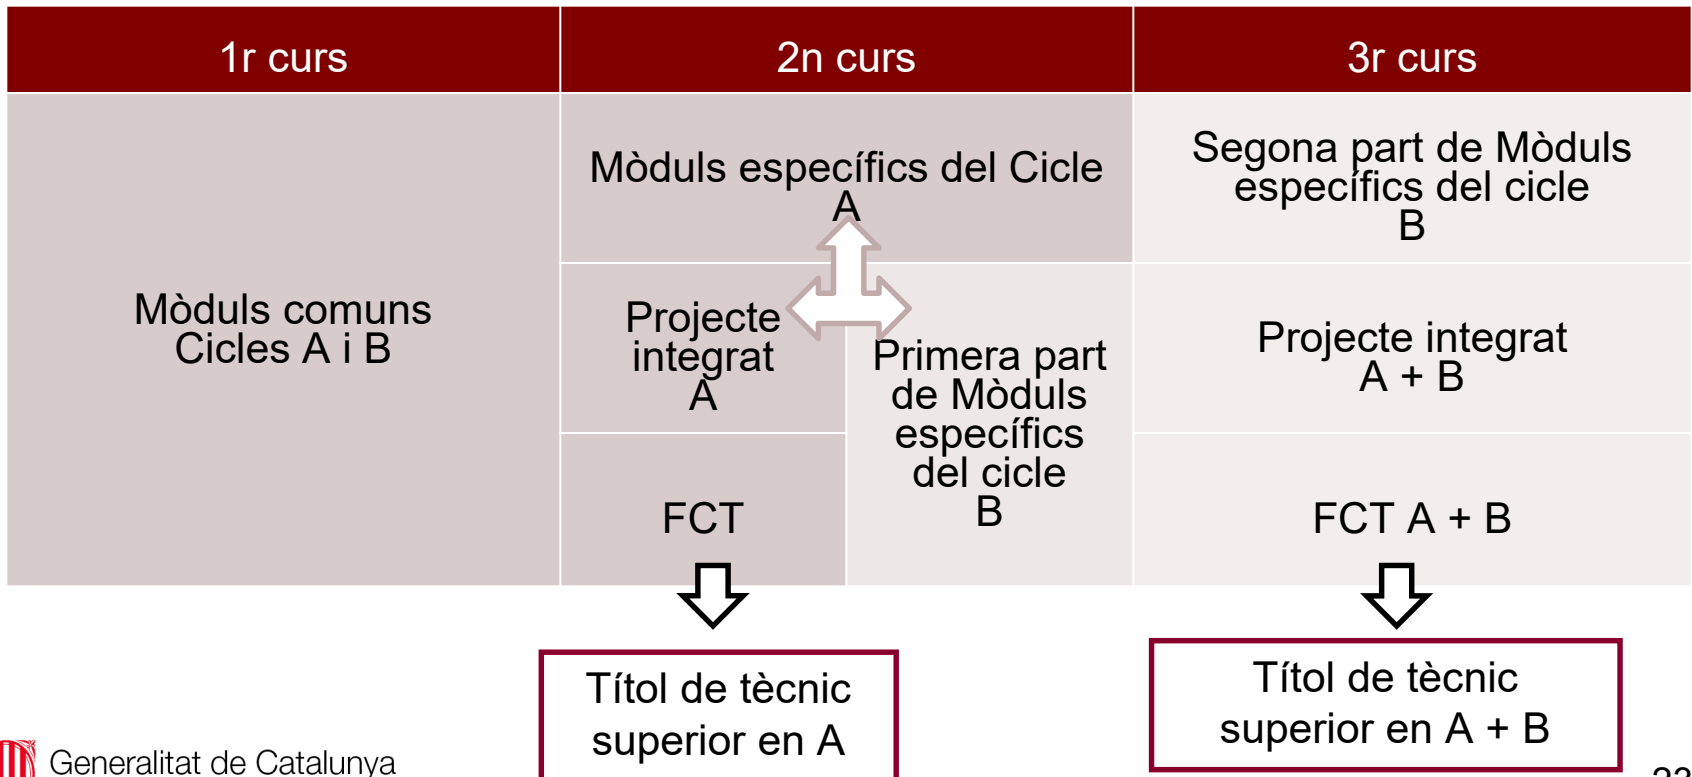 1r curs
2n curs
3r curs
Mòduls comuns
Cicles A i B
Mòduls específics del Cicle
A
Projecte
integrat
A
FCT
Primera part
de Mòduls
específics
del cicle
B
Segona part de Mòduls
específics del cicle
B
Projecte integrat
A + B
FCT A + B
Títol de tècnic
superior en A
Títol de tècnic
superior en A + B
Generalitat de Catalunya
23